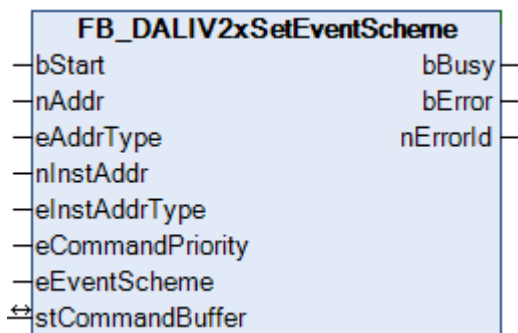 FB_DALIV2xSetEventScheme
bStart bBusy
nAddr bError
eAddrType nErrorId
nInstAddr
eInstAddrType
eCommandPriority
eEventScheme
stCommandBuffer